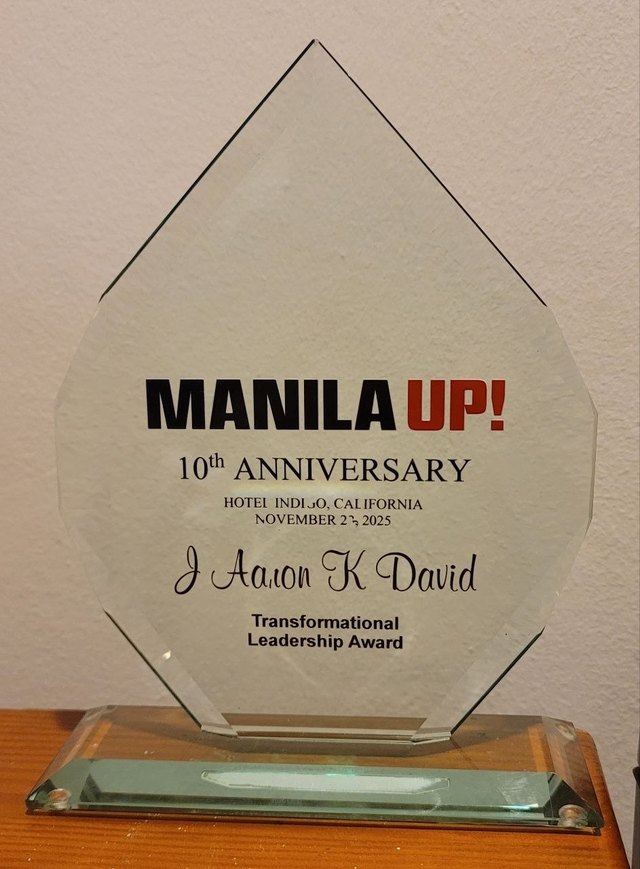 MANILA UP!
10th ANNIVERSARY
HOTEL INDIGO, CALIFORNIA
NOVEMBER 2025
J Aaron K David
Transformational
Leadership Award